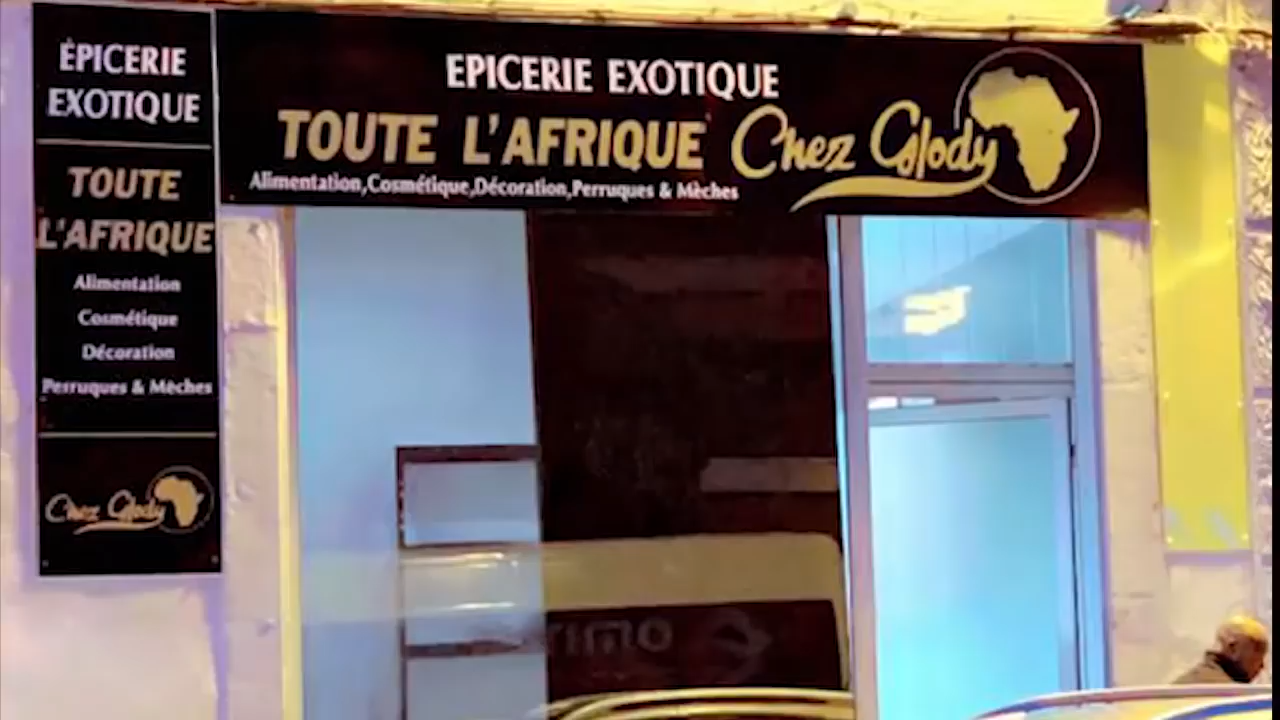 ÉPICERIE
EXOTIQUE
TOUTE
L'AFRIQUE
Alimentation
Cosmétique
Décoration
Perruques & Mèches
Chez Glody
EPICERIE EXOTIQUE
TOUTE L'AFRIQUE Chez Glody
Alimentation,Cosmétique,Décoration,Perruques & Mèches